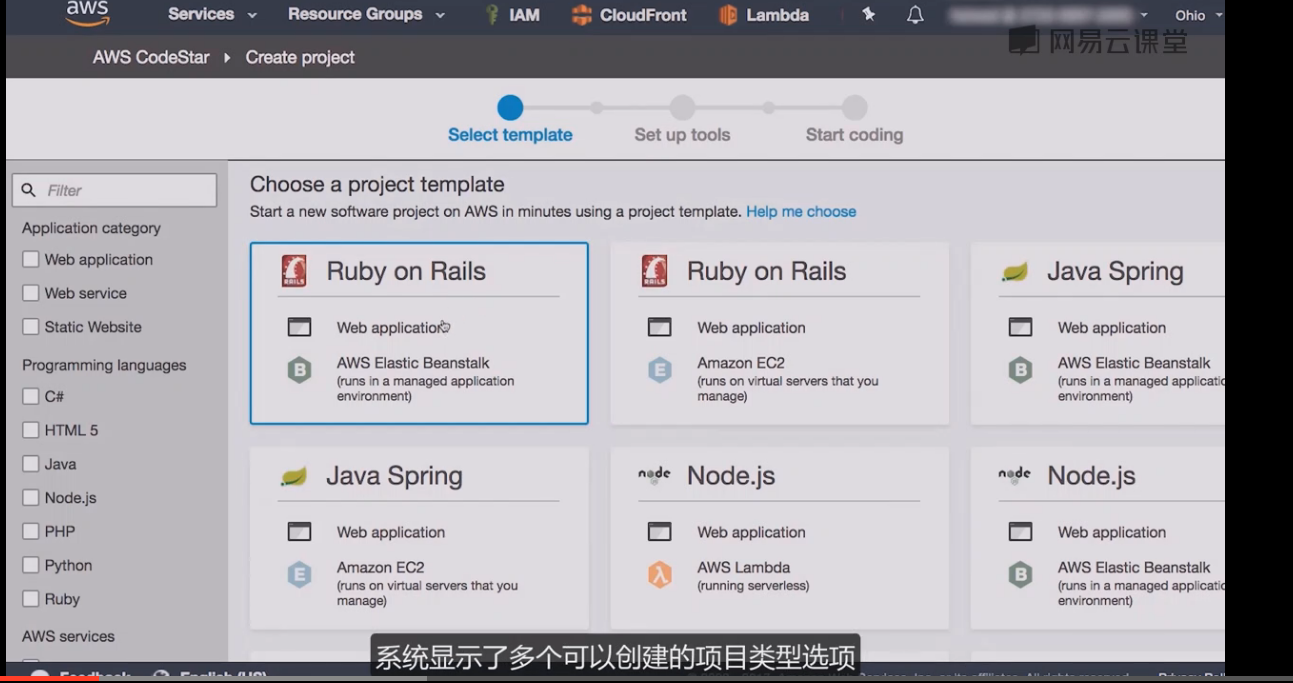 aws
Services
Resource Groups
IAM
CloudFront
Lambda
Ohio
网易云课堂
AWS CodeStar
Create project
Select template
Set up tools
Start coding
Filter
Application category
Web application
Web service
Static Website
Programming languages
C#
HTML 5
Java
Node.js
PHP
Python
Ruby
AWS services
Choose a project template
Start a new software project on AWS in minutes using a project template. Help me choose
Ruby on Rails
Web application
AWS Elastic Beanstalk
(runs in a managed application
environment)
Ruby on Rails
Web application
Amazon EC2
(runs on virtual servers that you
manage)
Java Spring
Web application
AWS Elastic Beanstalk
(runs in a managed applicatic
environment)
Java Spring
Web application
Amazon EC2
(runs on virtual servers that you
manage)
node
Node.js
Web application
AWS Lambda
(running serverless)
node
Node.js
Web application
AWS Elastic Beanstalk
(runs in a managed applicatic
environment)
系统显示了多个可以创建的项目类型选项
Feedback
English (US)